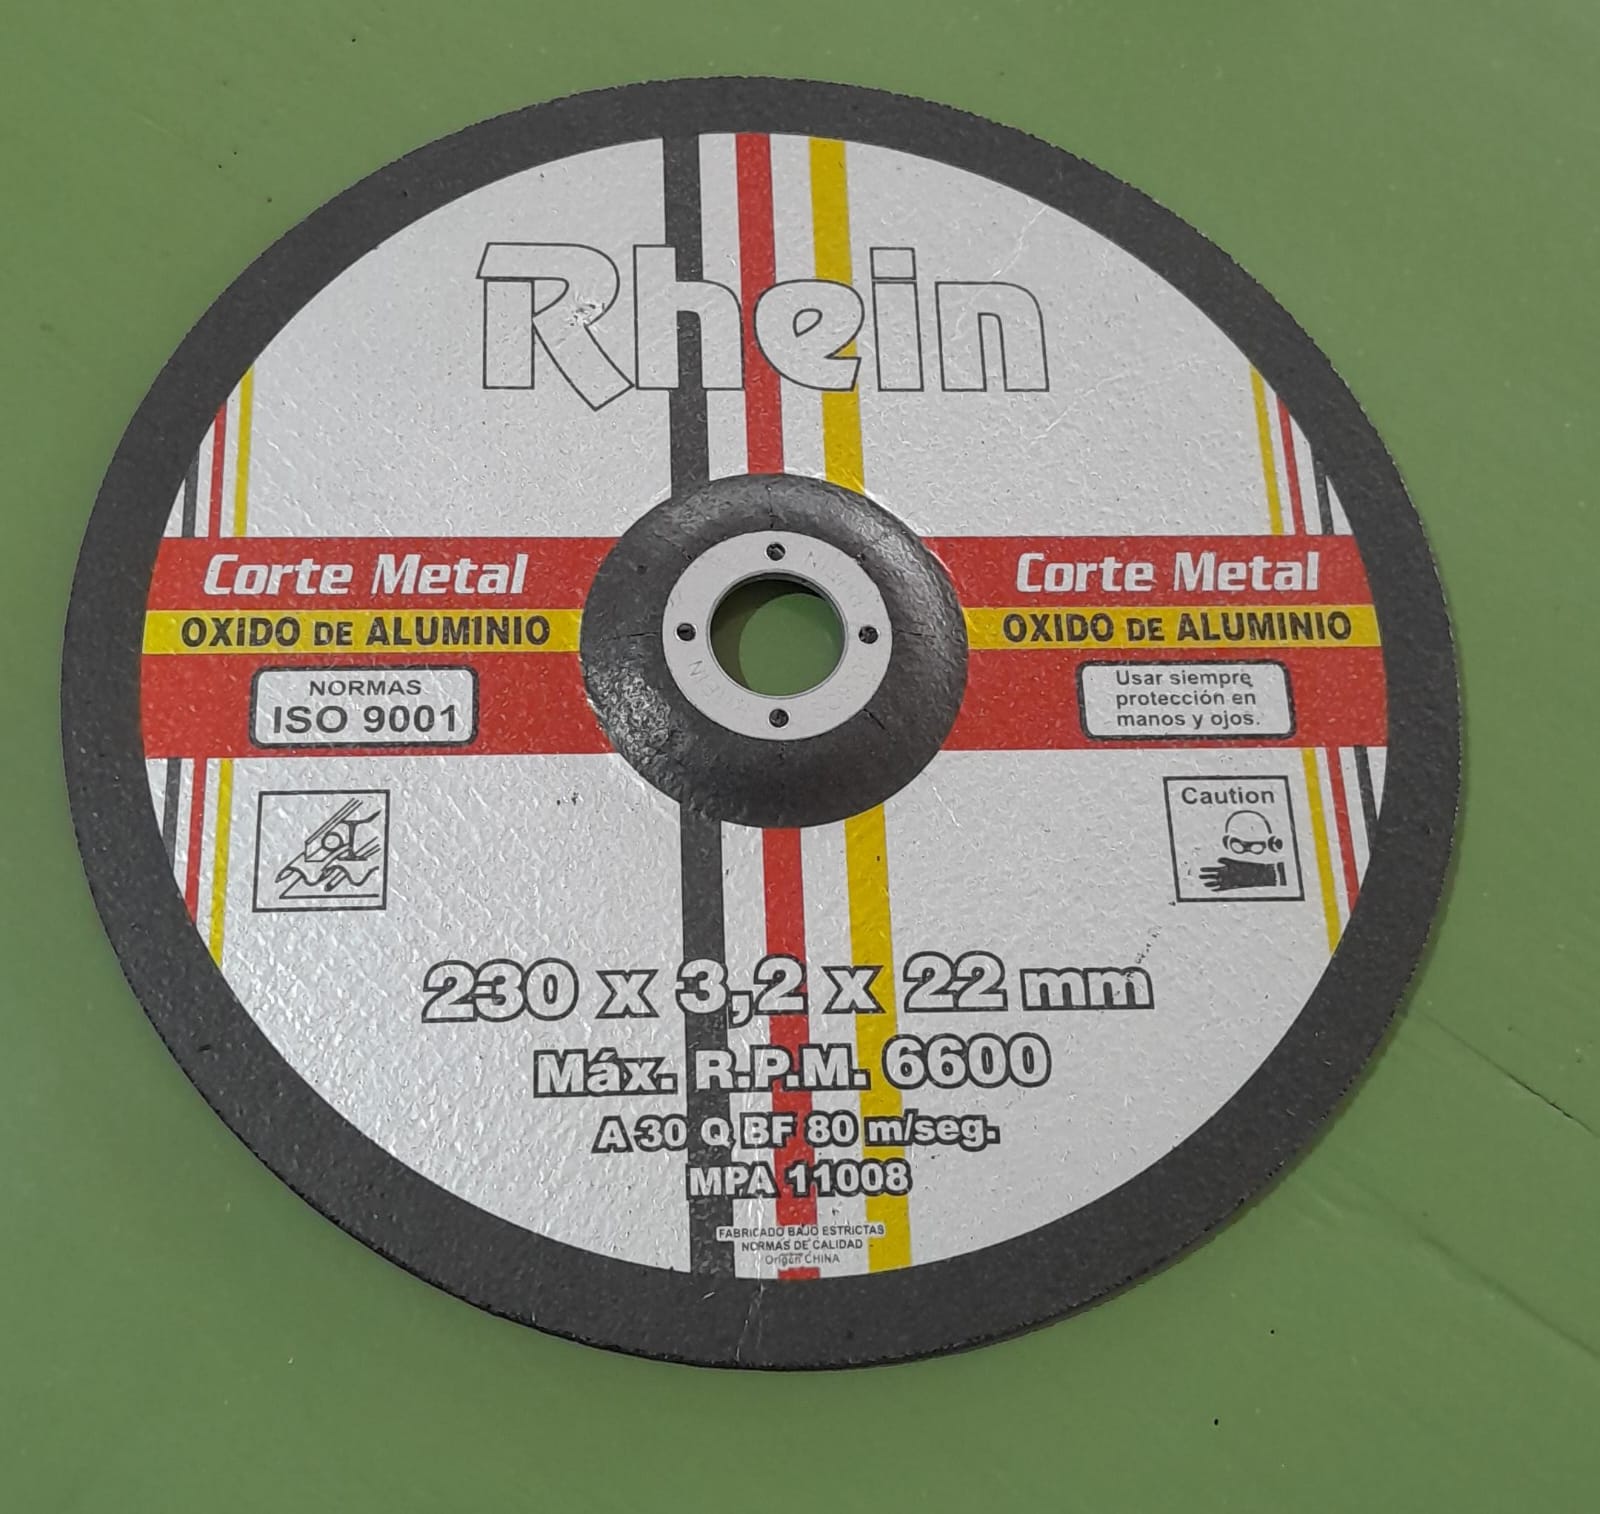 Rhein
Corte Metal
OXIDO DE ALUMINIO
NORMAS
ISO 9001
Corte Metal
OXIDO DE ALUMINIO
Usar siempre
protección en
manos y ojos.
Caution
230 x 3,2 x 22 mm
Máx. R.P.M. 6600
A 30 Q BF 80 m/seg.
MPA 11008
FABRICADO BAJO ESTRICTAS
NORMAS DE CALIDAD
Origen CHINA